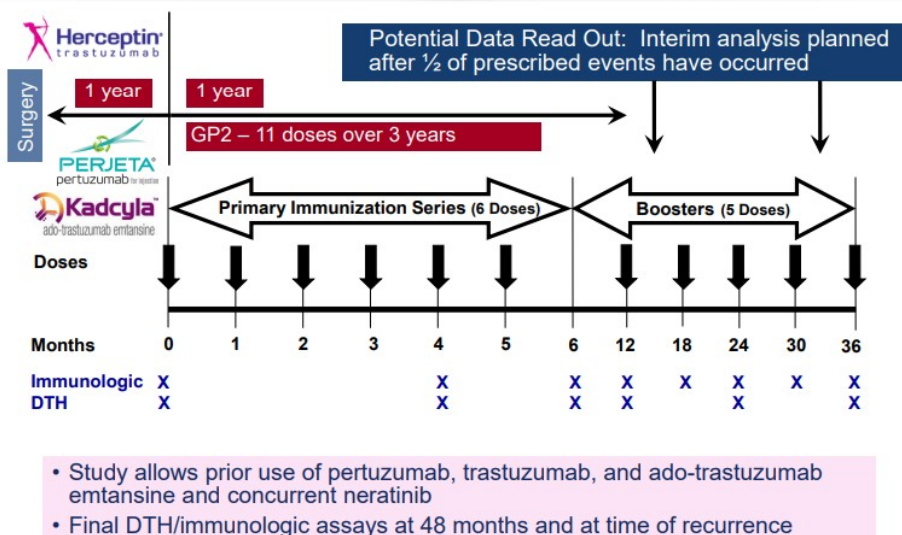 Herceptin®
trastuzumab
Potential Data Read Out: Interim analysis planned
after ½ of prescribed events have occurred
Surgery
1 year
1 year
GP2 – 11 doses over 3 years
PERJETA®
pertuzumab for injection
Kadcyla™
ado-trastuzumab emtansine
Primary Immunization Series (6 Doses)
Boosters (5 Doses)
Doses
Months 0 1 2 3 4 5 6 12 18 24 30 36
Immunologic X X X X X X X X
DTH X X X X X X
• Study allows prior use of pertuzumab, trastuzumab, and ado-trastuzumab
emtansine and concurrent neratinib
• Final DTH/immunologic assays at 48 months and at time of recurrence